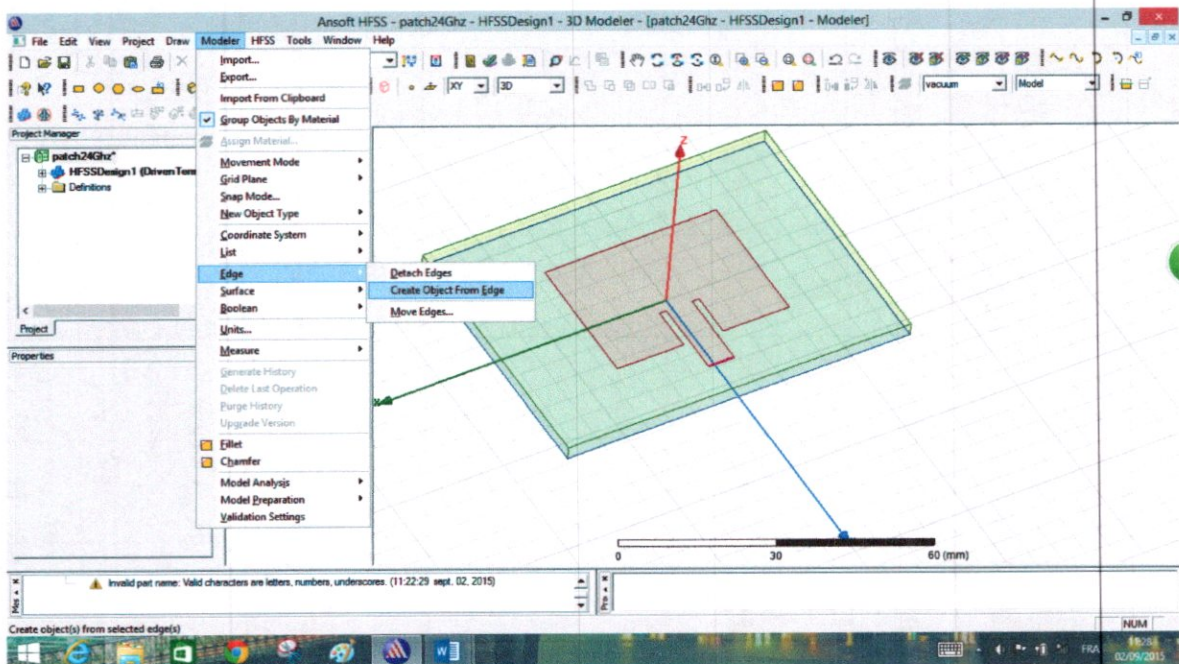 Ansoft HFSS - patch24Ghz - HFSSDesign1 - 3D Modeler - [patch24Ghz - HFSSDesign1 - Modeler]
File Edit View Project Draw Modeler HFSS Tools Window Help
XY 3D vacuum Model
Project Manager
patch24Ghz*
HFSSDesign1 (DrivenTerm
Definitions
Project
Properties
Import...
Export...
Import From Clipboard
Group Objects By Material
Assign Material...
Movement Mode
Grid Plane
Snap Mode...
New Object Type
Coordinate System
List
Edge
Surface
Boolean
Units...
Measure
Generate History
Delete Last Operation
Purge History
Upgrade Version
Fillet
Chamfer
Model Analysis
Model Preparation
Validation Settings
Detach Edges
Create Object From Edge
Move Edges...
Z
0 30 60 (mm)
Invalid part name: Valid characters are letters, numbers, underscores. (11:22:29 sept. 02, 2015)
Create object(s) from selected edge(s)
NUM
FRA
02/09/2015